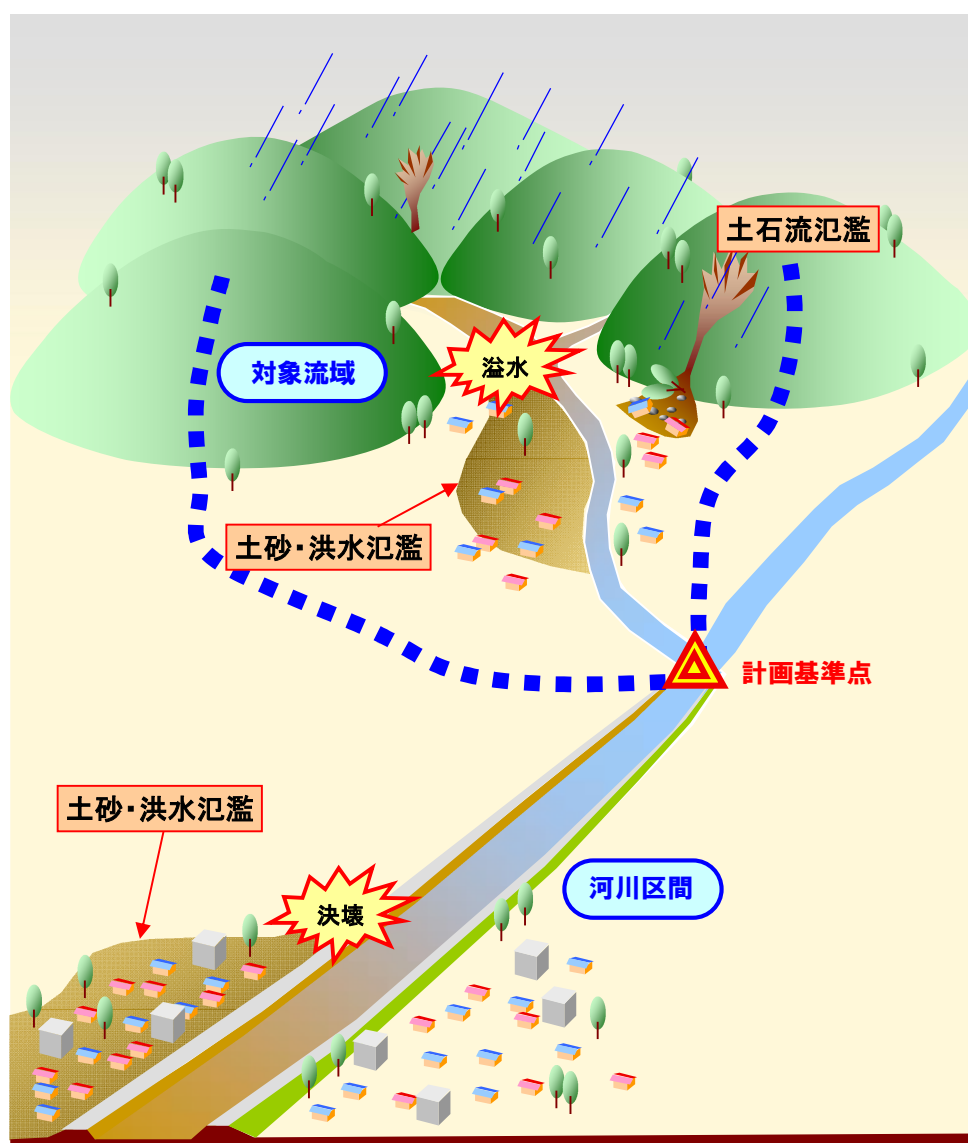 土石流氾濫
溢水
対象流域
土砂・洪水氾濫
計画基準点
土砂・洪水氾濫
河川区間
決壊